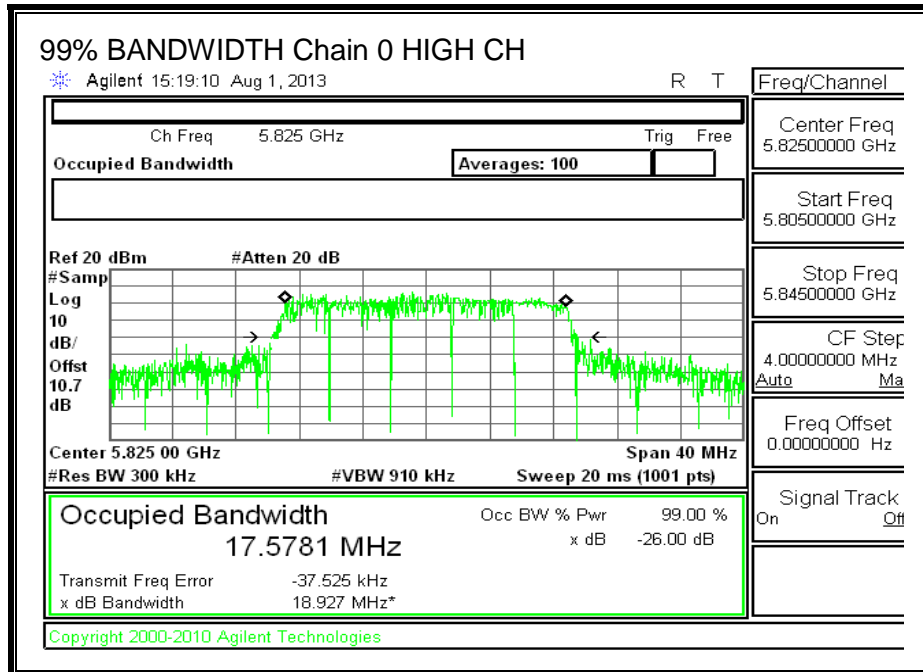 99% BANDWIDTH Chain 0 HIGH CH
Agilent 15:19:10 Aug 1, 2013 R T
Freq/Channel
Ch Freq 5.825 GHz Trig Free
Occupied Bandwidth Averages: 100
Center Freq
5.82500000 GHz
Start Freq
5.80500000 GHz
Stop Freq
5.84500000 GHz
CF Step
4.00000000 MHz
Auto Ma
Freq Offset
0.00000000 Hz
Signal Track
On Off
Ref 20 dBm #Atten 20 dB
#Samp
Log
10
dB/
Offst
10.7
dB
Center 5.825 00 GHz Span 40 MHz
#Res BW 300 kHz #VBW 910 kHz Sweep 20 ms (1001 pts)
Occupied Bandwidth Occ BW % Pwr 99.00 %
17.5781 MHz x dB -26.00 dB
Transmit Freq Error -37.525 kHz
x dB Bandwidth 18.927 MHz*
Copyright 2000-2010 Agilent Technologies